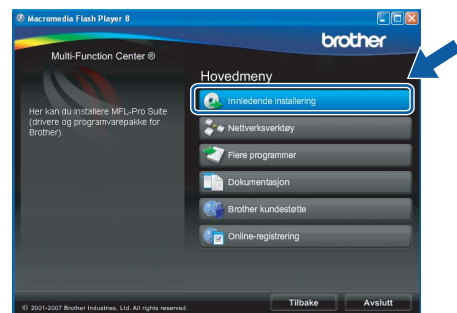 Macromedia Flash Player 8
brother
Multi-Function Center ®
Hovedmeny
Her kan du installere MFL-Pro Suite
(drivere og programvarepakke for
Brother).
Innledende installering
Nettverksverktøy
Flere programmer
Dokumentasjon
Brother kundestøtte
Online-registrering
© 2001-2007 Brother Industries, Ltd. All rights reserved.
Tilbake
Avslutt